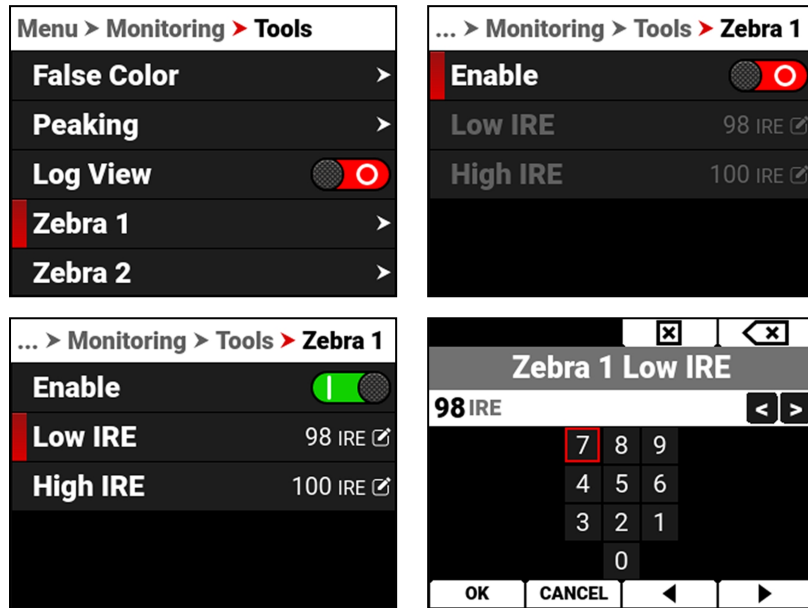 Menu > Monitoring > Tools
False Color >
Peaking >
Log View
Zebra 1 >
Zebra 2 >
... > Monitoring > Tools > Zebra 1
Enable
Low IRE 98 IRE
High IRE 100 IRE
... > Monitoring > Tools > Zebra 1
Enable
Low IRE 98 IRE
High IRE 100 IRE
Zebra 1 Low IRE
98 IRE < >
7 8 9
4 5 6
3 2 1
0
OK CANCEL